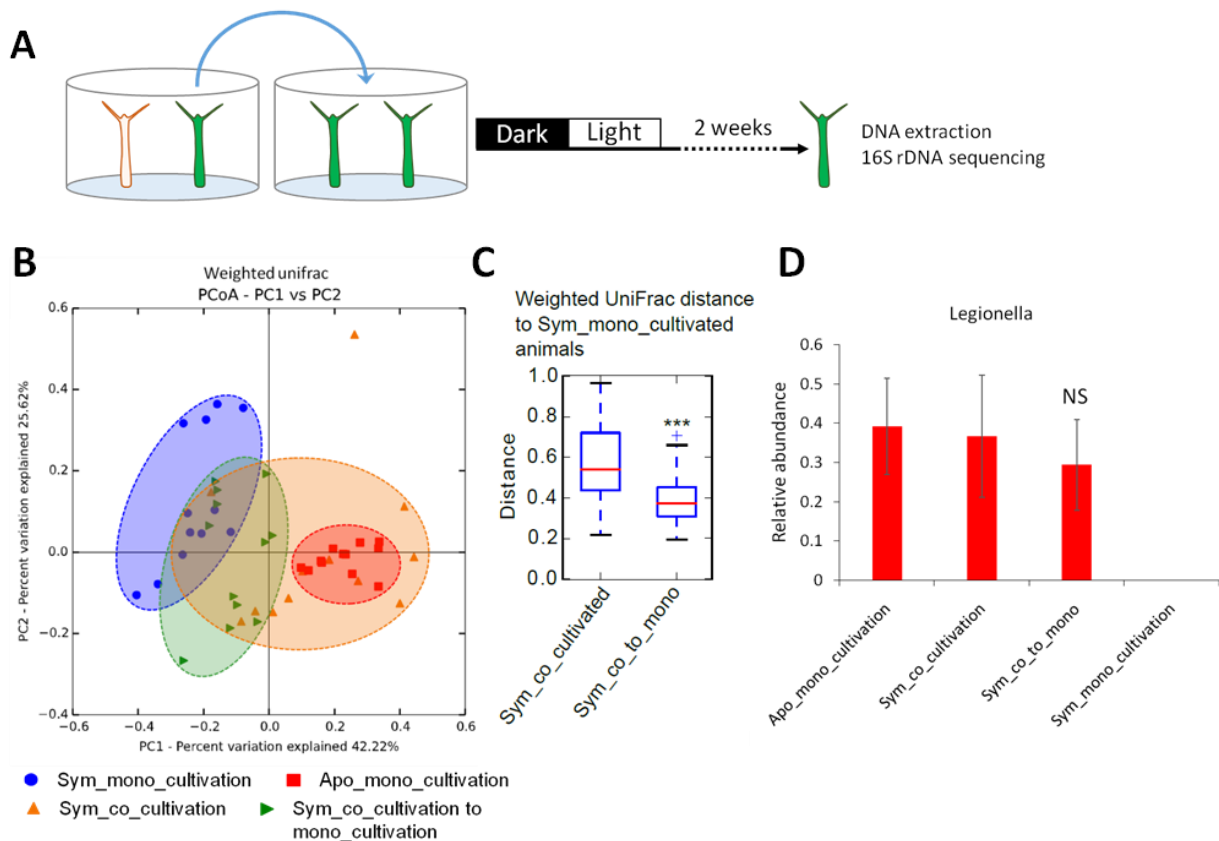 A
Dark
Light
2 weeks
DNA extraction
16S rDNA sequencing
B
Weighted unifrac
PCoA - PC1 vs PC2
PC2 - Percent variation explained 25.62%
0.6
0.4
0.2
0.0
−0.2
−0.4
−0.6
−0.4
−0.2
0.0
0.2
0.4
0.6
PC1 - Percent variation explained 42.22%
Sym_mono_cultivation
Apo_mono_cultivation
Sym_co_cultivation
Sym_co_cultivation to
mono_cultivation
C
Weighted UniFrac distance
to Sym_mono_cultivated
animals
Distance
1.0
0.8
0.6
0.4
0.2
0.0
***
Sym_co_cultivated
Sym_co_to_mono
D
Legionella
Relative abundance
0.6
0.5
0.4
0.3
0.2
0.1
0
NS
Apo_mono_cultivation
Sym_co_cultivation
Sym_co_to_mono
Sym_mono_cultivation